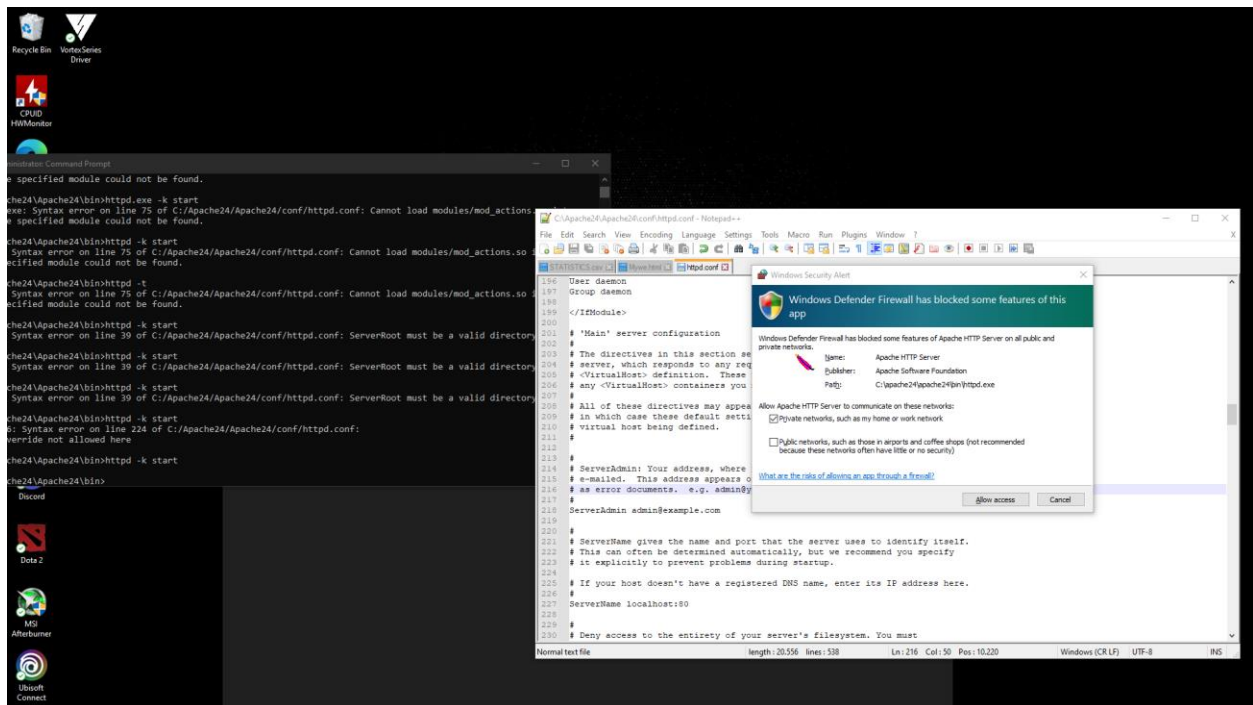 Recycle Bin
VortexSeries
Driver
CPUID
HWMonitor
Discord
Dota 2
MSI
Afterburner
Ubisoft
Connect
ministrator: Command Prompt
e specified module could not be found.
che24\Apache24\bin>httpd.exe -k start
exe: Syntax error on line 75 of C:/Apache24/Apache24/conf/httpd.conf: Cannot load modules/mod_actions.
e specified module could not be found.
che24\Apache24\bin>httpd -k start
Syntax error on line 75 of C:/Apache24/Apache24/conf/httpd.conf: Cannot load modules/mod_actions.so
ecified module could not be found.
che24\Apache24\bin>httpd -t
Syntax error on line 75 of C:/Apache24/Apache24/conf/httpd.conf: Cannot load modules/mod_actions.so
ecified module could not be found.
che24\Apache24\bin>httpd -k start
Syntax error on line 39 of C:/Apache24/Apache24/conf/httpd.conf: ServerRoot must be a valid directory
che24\Apache24\bin>httpd -k start
Syntax error on line 39 of C:/Apache24/Apache24/conf/httpd.conf: ServerRoot must be a valid directory
che24\Apache24\bin>httpd -k start
Syntax error on line 39 of C:/Apache24/Apache24/conf/httpd.conf: ServerRoot must be a valid directory
che24\Apache24\bin>httpd -k start
6: Syntax error on line 224 of C:/Apache24/Apache24/conf/httpd.conf:
verride not allowed here
che24\Apache24\bin>httpd -k start
che24\Apache24\bin>
C:\Apache24\Apache24\conf\httpd.conf - Notepad++
File Edit Search View Encoding Language Settings Tools Macro Run Plugins Window ? X
STATISTICS.csv httpd.conf
196 User daemon
197 Group daemon
198
199 </IfModule>
200
201 # 'Main' server configuration
202 #
203 # The directives in this section se
204 # server, which responds to any req
205 # <VirtualHost> definition. These
206 # any <VirtualHost> containers you
207 #
208 # All of these directives may appea
209 # in which case these default setti
210 # virtual host being defined.
211 #
212
213 #
214 # ServerAdmin: Your address, where
215 # e-mailed. This address appears o
216 # as error documents. e.g. admin@y
217 #
218 ServerAdmin admin@example.com
219
220 #
221 # ServerName gives the name and port that the server uses to identify itself.
222 # This can often be determined automatically, but we recommend you specify
223 # it explicitly to prevent problems during startup.
224
225 # If your host doesn't have a registered DNS name, enter its IP address here.
226 #
227 ServerName localhost:80
228
229 #
230 # Deny access to the entirety of your server's filesystem. You must
Normal text file length : 20.556 lines : 538 Ln : 216 Col : 50 Pos : 10.220 Windows (CR LF) UTF-8 INS
Windows Security Alert
Windows Defender Firewall has blocked some features of this
app
Windows Defender Firewall has blocked some features of Apache HTTP Server on all public and
private networks.
Name: Apache HTTP Server
Publisher: Apache Software Foundation
Path: C:\apache24\apache24\bin\httpd.exe
Allow Apache HTTP Server to communicate on these networks:
Private networks, such as my home or work network
Public networks, such as those in airports and coffee shops (not recommended
because these networks often have little or no security)
What are the risks of allowing an app through a firewall?
Allow access Cancel